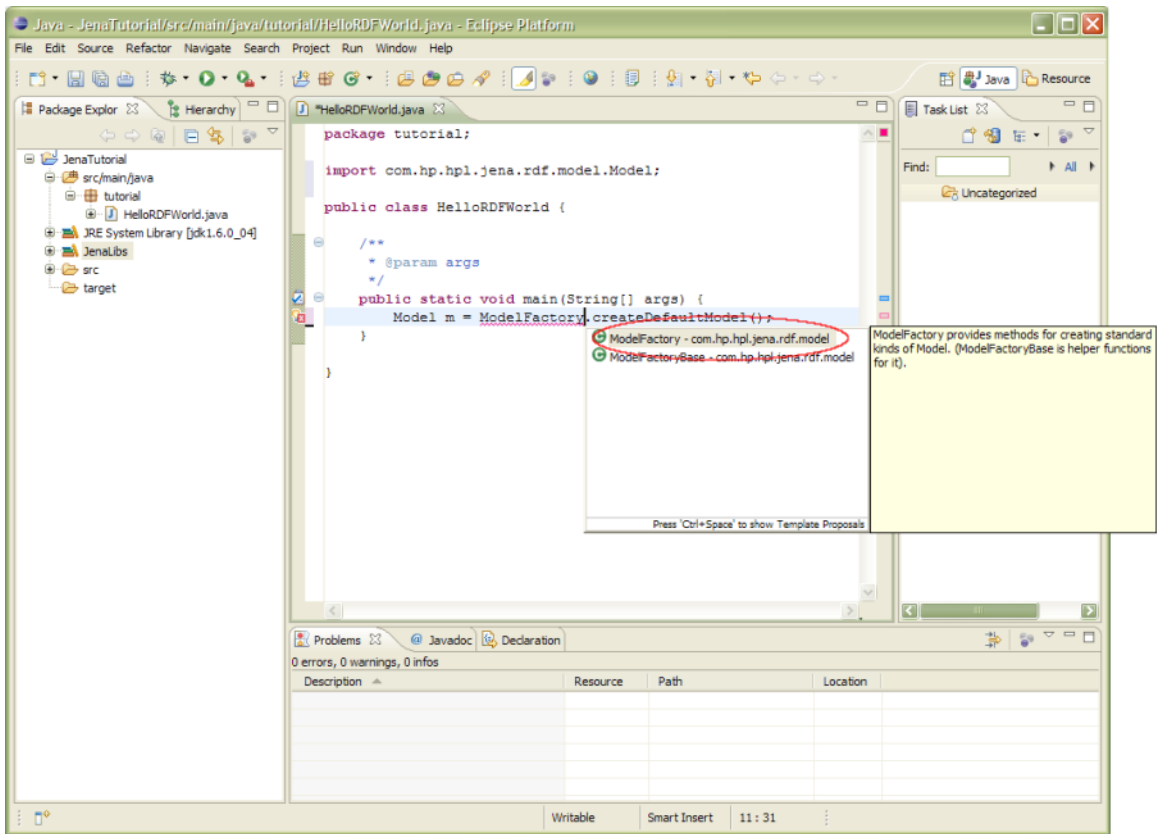 Java - JenaTutorial/src/main/java/tutorial/HelloRDFWorld.java - Eclipse Platform
File Edit Source Refactor Navigate Search Project Run Window Help
Java Resource
Package Explor Hierarchy
JenaTutorial
src/main/java
tutorial
HelloRDFWorld.java
JRE System Library [jdk1.6.0_04]
JenaLibs
src
target
*HelloRDFWorld.java
package tutorial;
import com.hp.hpl.jena.rdf.model.Model;
public class HelloRDFWorld {
/**
* @param args
*/
public static void main(String[] args) {
Model m = ModelFactory.createDefaultModel();
}
}
ModelFactory - com.hp.hpl.jena.rdf.model
ModelFactoryBase - com.hp.hpl.jena.rdf.model
Press 'Ctrl+Space' to show Template Proposals
ModelFactory provides methods for creating standard
kinds of Model. (ModelFactoryBase is helper functions
for it).
Task List
Find: All
Uncategorized
Problems Javadoc Declaration
0 errors, 0 warnings, 0 infos
Description Resource Path Location
Writable Smart Insert 11 : 31